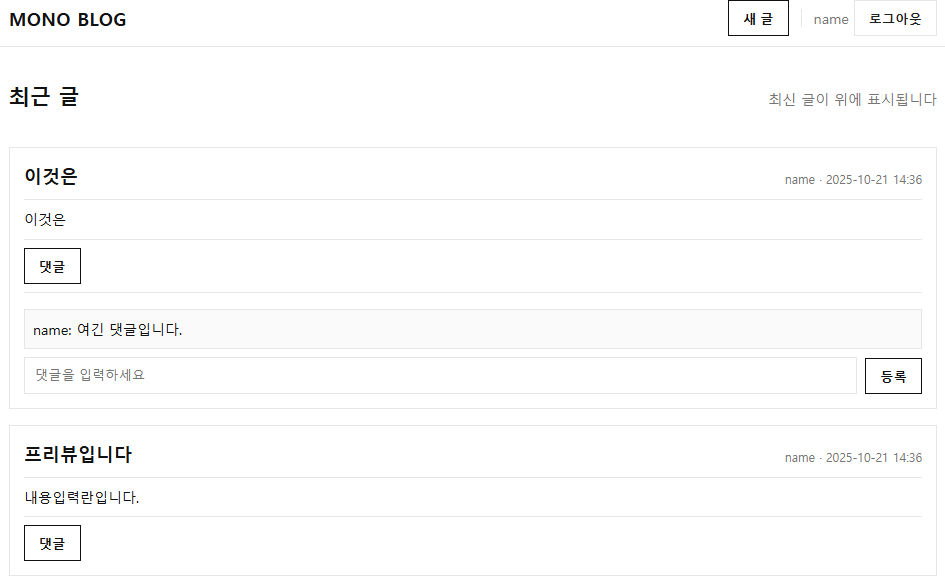 MONO BLOG
새 글
name
로그아웃
최근 글
최신 글이 위에 표시됩니다
이것은
name · 2025-10-21 14:36
이것은
댓글
name: 여긴 댓글입니다.
댓글을 입력하세요
등록
프리뷰입니다
name · 2025-10-21 14:36
내용입력란입니다.
댓글